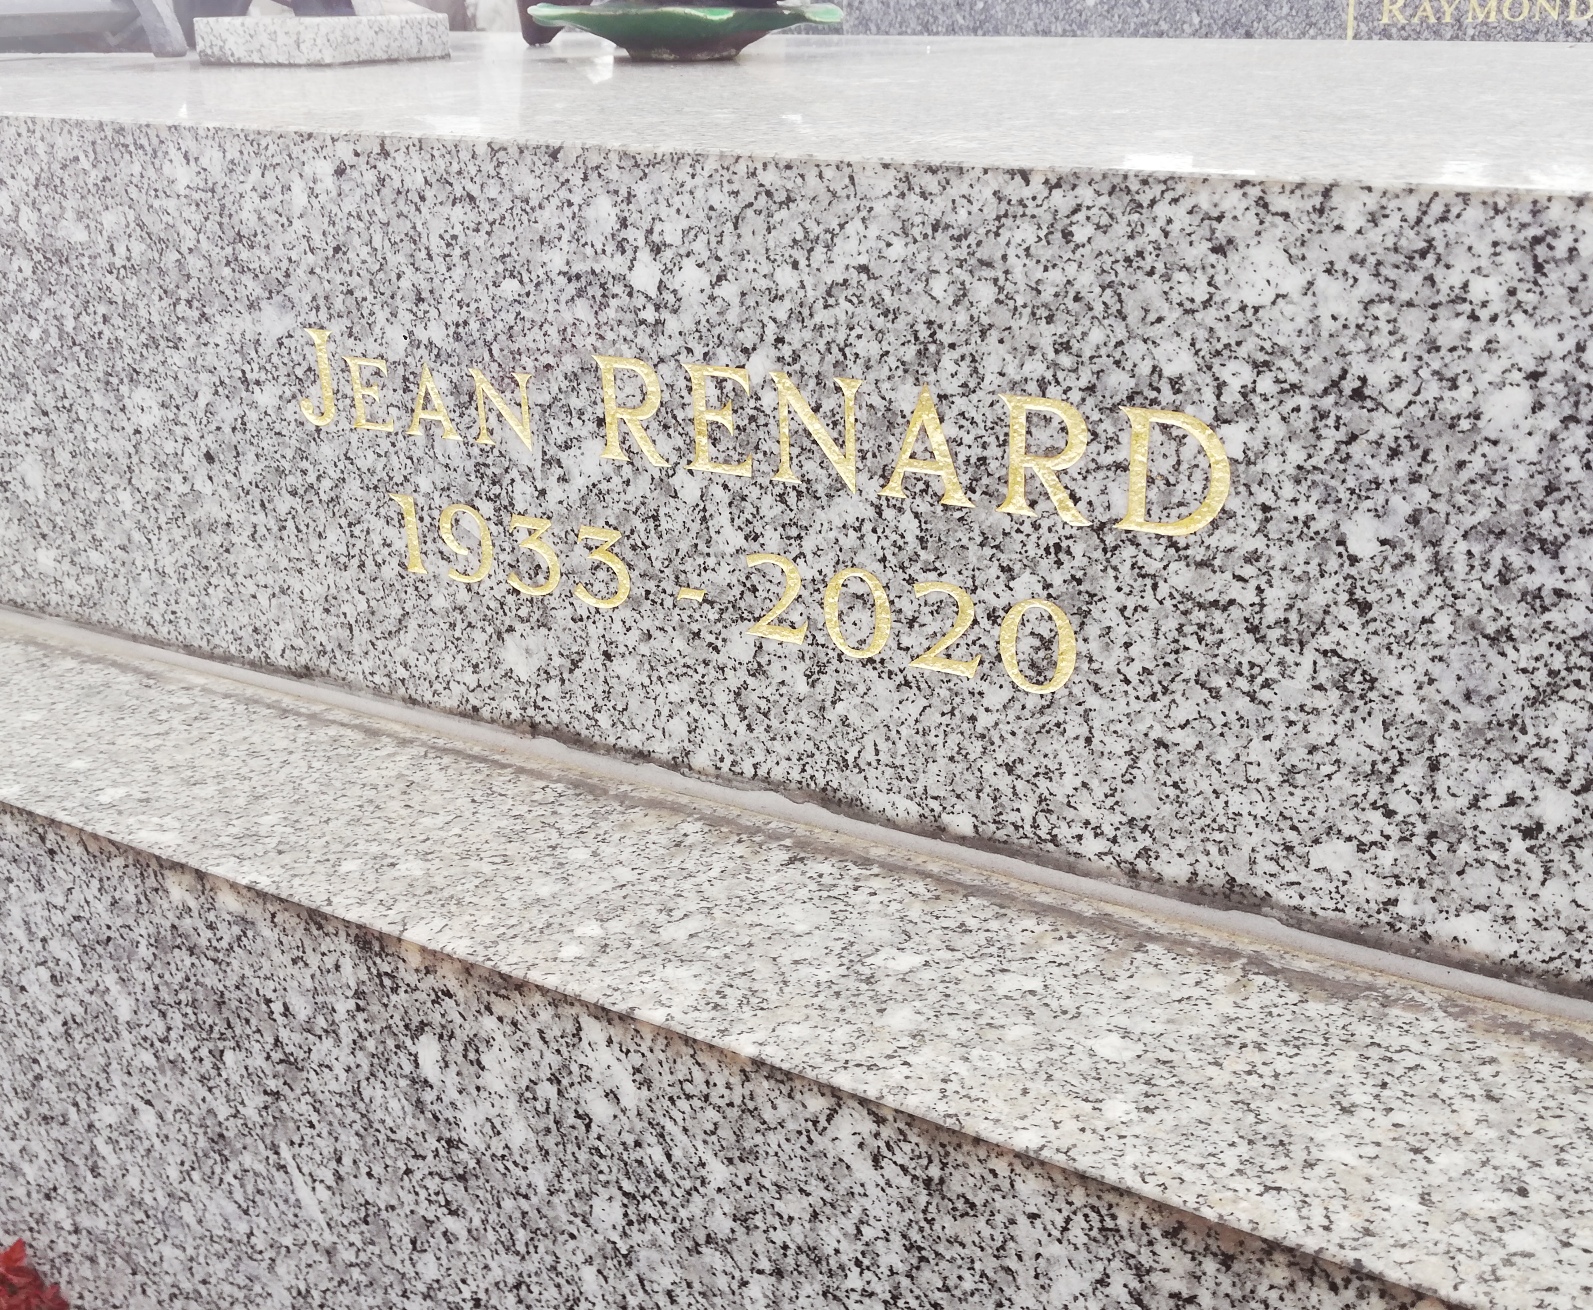 RAYMOND
JEAN RENARD
1933 - 2020